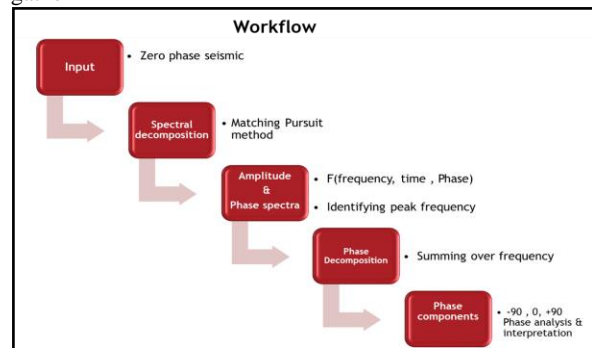 Workflow
Input
• Zero phase seismic
Spectral
decomposition
• Matching Pursuit
method
Amplitude
&
Phase spectra
• F(frequency, time , Phase)
• Identifying peak frequency
Phase
Decomposition
• Summing over frequency
Phase
components
• -90 , 0, +90
Phase analysis &
interpretation